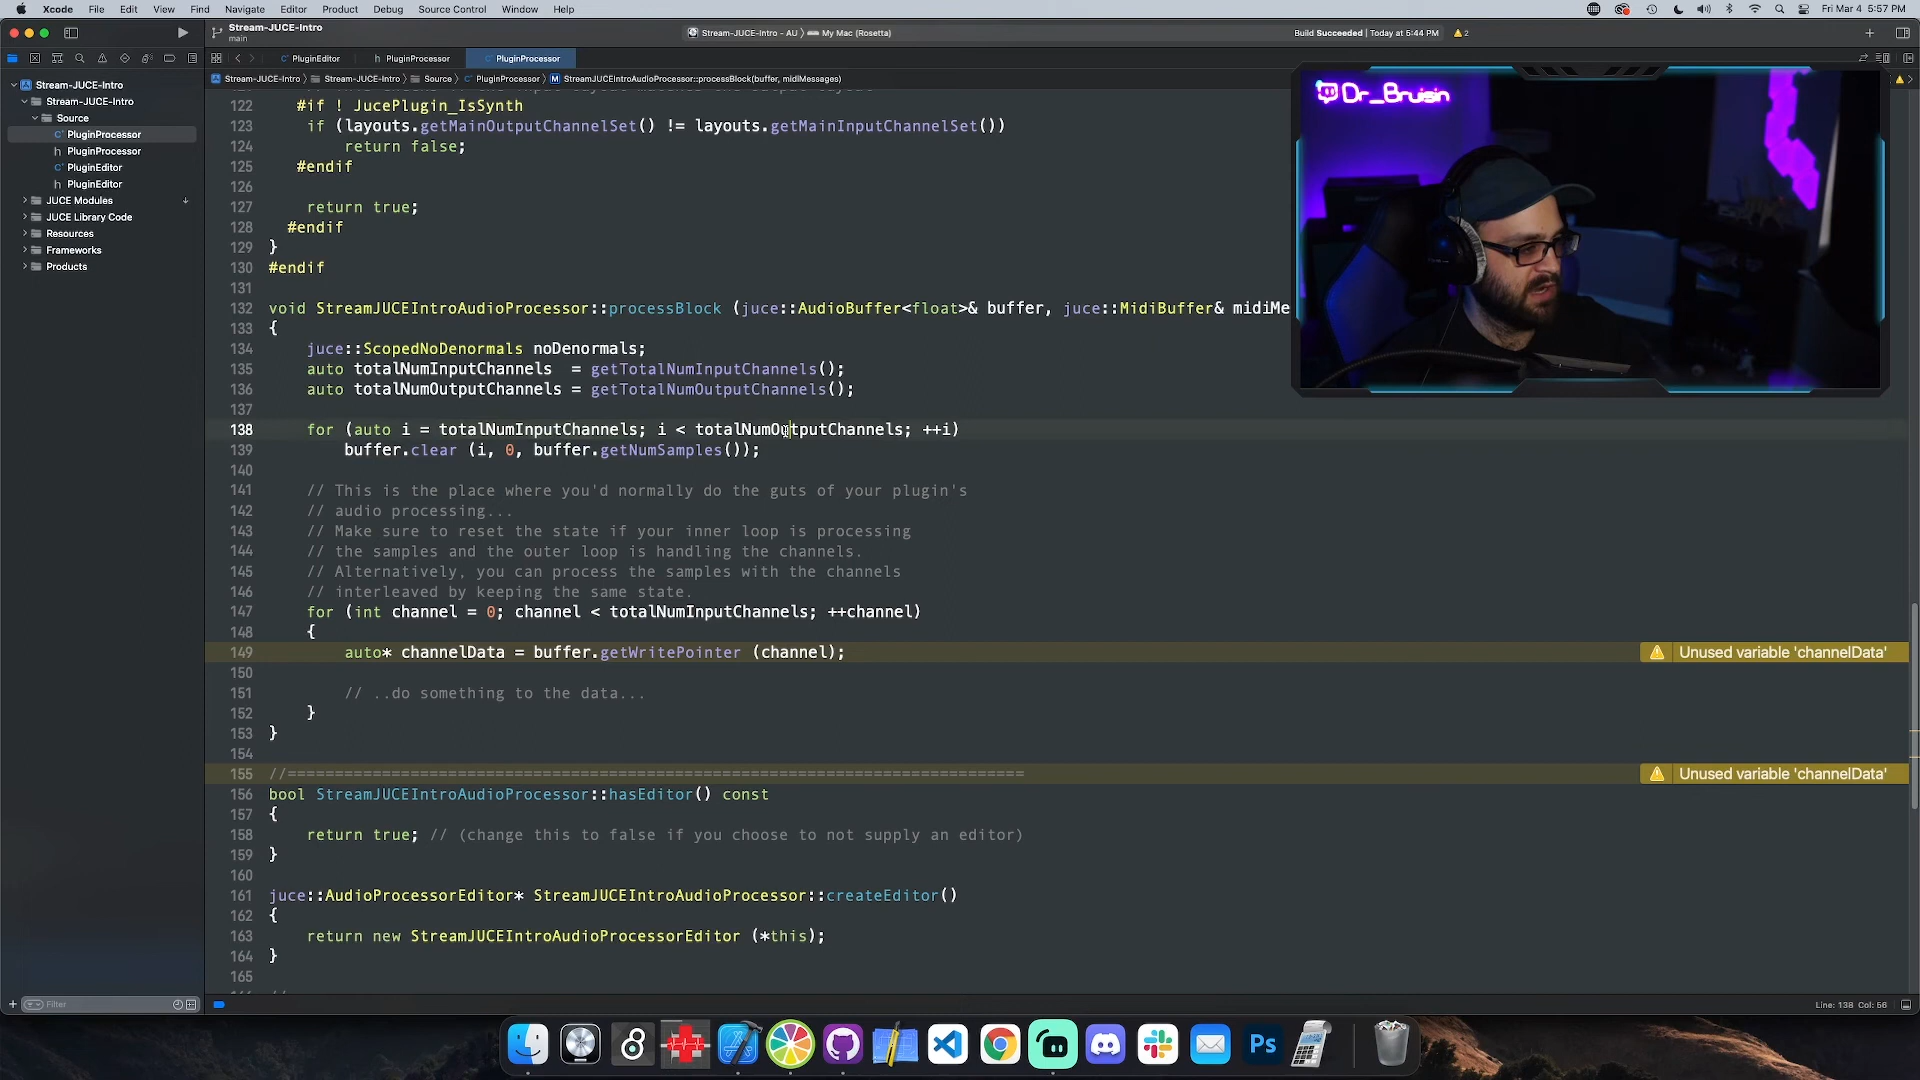 Xcode File Edit View Find Navigate Editor Product Debug Source Control Window Help
Fri Mar 4 5:57 PM
Stream-JUCE-Intro
main
Stream-JUCE-Intro - AU 〉 My Mac (Rosetta)
Build Succeeded | Today at 5:44 PM
2
PluginEditor
PluginProcessor
PluginProcessor
Stream-JUCE-Intro 〉 Stream-JUCE-Intro 〉 Source 〉 PluginProcessor 〉 M StreamJUCEIntroAudioProcessor::processBlock(buffer, midiMessages)
Stream-JUCE-Intro
Stream-JUCE-Intro
Source
PluginProcessor
h PluginProcessor
PluginEditor
h PluginEditor
JUCE Modules
JUCE Library Code
Resources
Frameworks
Products
122 #if ! JucePlugin_IsSynth
123 if (layouts.getMainOutputChannelSet() != layouts.getMainInputChannelSet())
124 return false;
125 #endif
126
127 return true;
128 #endif
129 }
130 #endif
131
132 void StreamJUCEIntroAudioProcessor::processBlock (juce::AudioBuffer<float>& buffer, juce::MidiBuffer& midiMe
133 {
134 juce::ScopedNoDenormals noDenormals;
135 auto totalNumInputChannels  = getTotalNumInputChannels();
136 auto totalNumOutputChannels = getTotalNumOutputChannels();
137
138 for (auto i = totalNumInputChannels; i < totalNumOutputChannels; ++i)
139 buffer.clear (i, 0, buffer.getNumSamples());
140
141 // This is the place where you'd normally do the guts of your plugin's
142 // audio processing...
143 // Make sure to reset the state if your inner loop is processing
144 // the samples and the outer loop is handling the channels.
145 // Alternatively, you can process the samples with the channels
146 // interleaved by keeping the same state.
147 for (int channel = 0; channel < totalNumInputChannels; ++channel)
148 {
149 auto* channelData = buffer.getWritePointer (channel);
Unused variable 'channelData'
150
151 // ..do something to the data...
152 }
153 }
154
155 //==============================================================================
Unused variable 'channelData'
156 bool StreamJUCEIntroAudioProcessor::hasEditor() const
157 {
158 return true; // (change this to false if you choose to not supply an editor)
159 }
160
161 juce::AudioProcessorEditor* StreamJUCEIntroAudioProcessor::createEditor()
162 {
163 return new StreamJUCEIntroAudioProcessorEditor (*this);
164 }
165
Dr_Bruisin
Filter
Line: 138 Col: 56
Ps